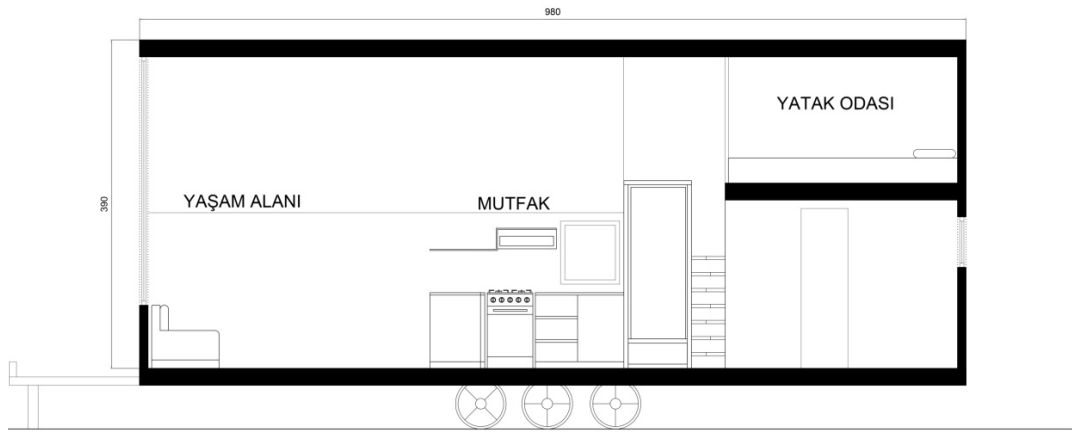 980
YATAK ODASI
390
YAŞAM ALANI
MUTFAK